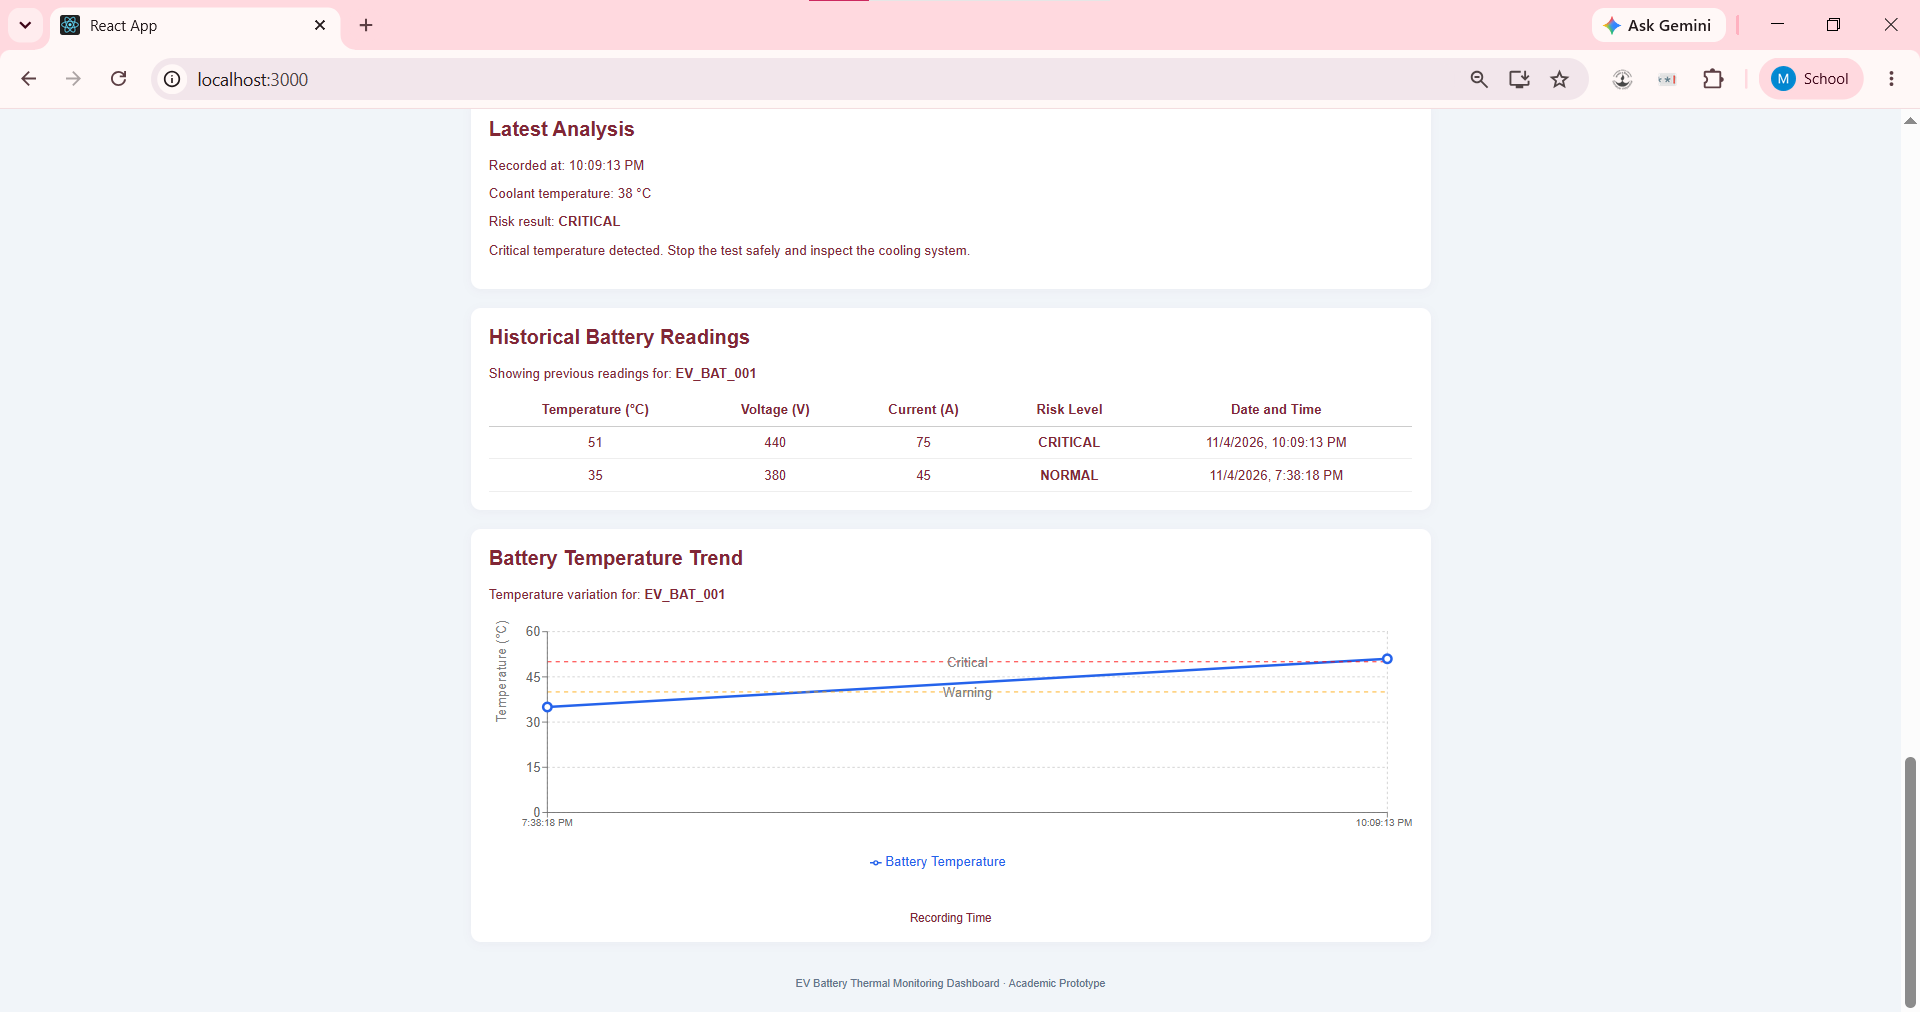 React App
Ask Gemini
localhost:3000
M School
Latest Analysis
Recorded at: 10:09:13 PM
Coolant temperature: 38 °C
Risk result: CRITICAL
Critical temperature detected. Stop the test safely and inspect the cooling system.
Historical Battery Readings
Showing previous readings for: EV_BAT_001
Temperature (°C) Voltage (V) Current (A) Risk Level Date and Time
51 440 75 CRITICAL 11/4/2026, 10:09:13 PM
35 380 45 NORMAL 11/4/2026, 7:38:18 PM
Battery Temperature Trend
Temperature variation for: EV_BAT_001
Temperature (°C)
60
Critical
45
Warning
30
15
0
7:38:18 PM 10:09:13 PM
Battery Temperature
Recording Time
EV Battery Thermal Monitoring Dashboard · Academic Prototype